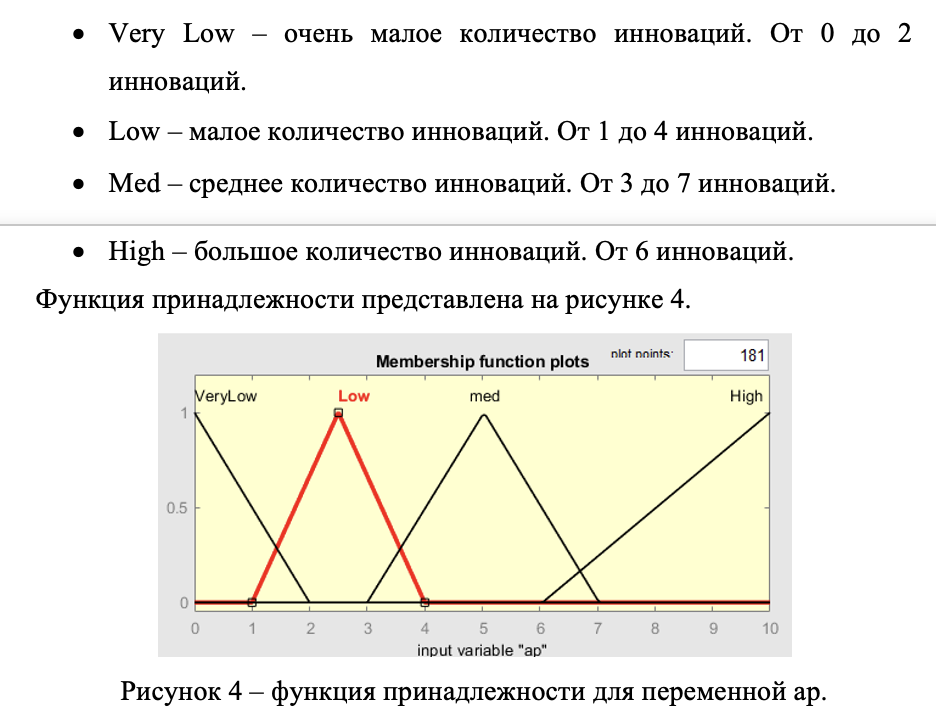 • Very Low – очень малое количество инноваций. От 0 до 2
инноваций.
• Low – малое количество инноваций. От 1 до 4 инноваций.
• Med – среднее количество инноваций. От 3 до 7 инноваций.
• High – большое количество инноваций. От 6 инноваций.
Функция принадлежности представлена на рисунке 4.
Membership function plots
plot points:
181
VeryLow
Low
med
High
1
0.5
0
0 1 2 3 4 5 6 7 8 9 10
input variable "ap"
Рисунок 4 – функция принадлежности для переменной ap.